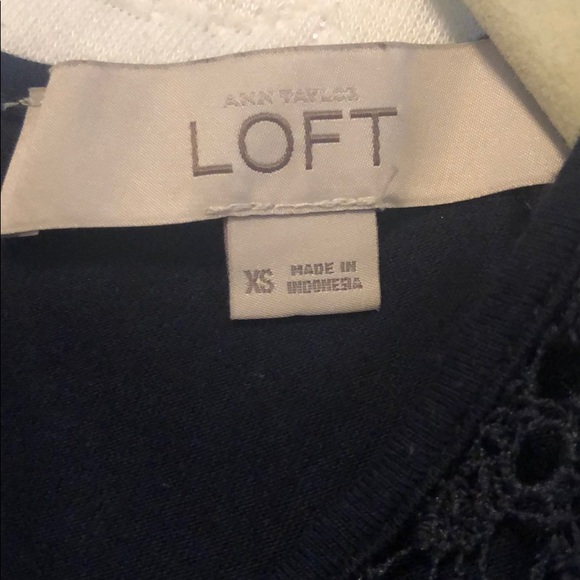 ANN TAYLOR
LOFT
XS
MADE IN
INDONESIA